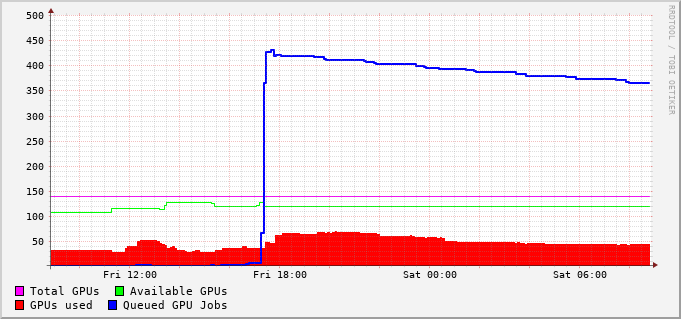 500
450
400
350
300
250
200
150
100
50
Fri 12:00 Fri 18:00 Sat 00:00 Sat 06:00
Total GPUs Available GPUs
GPUs used Queued GPU Jobs
RRDTOOL / TOBI OETIKER